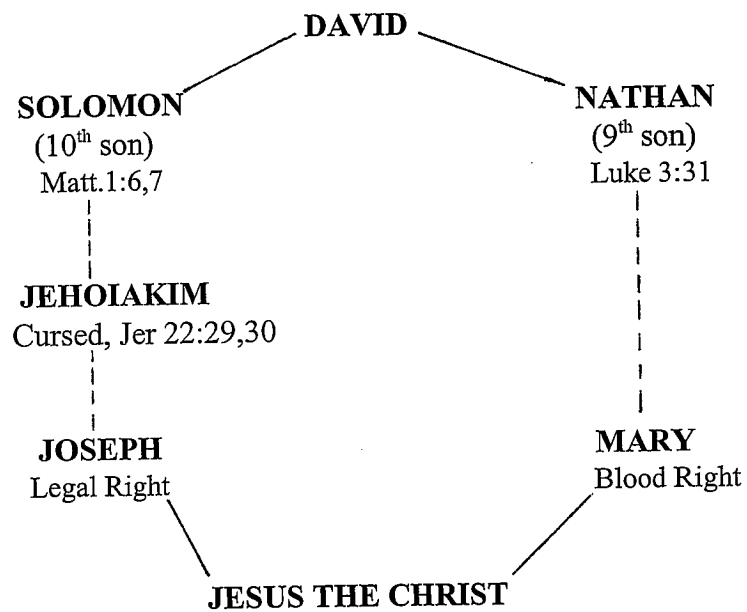 DAVID
SOLOMON
(10th son)
Matt.1:6,7
NATHAN
(9th son)
Luke 3:31
JEHOIAKIM
Cursed, Jer 22:29,30
JOSEPH
Legal Right
MARY
Blood Right
JESUS THE CHRIST